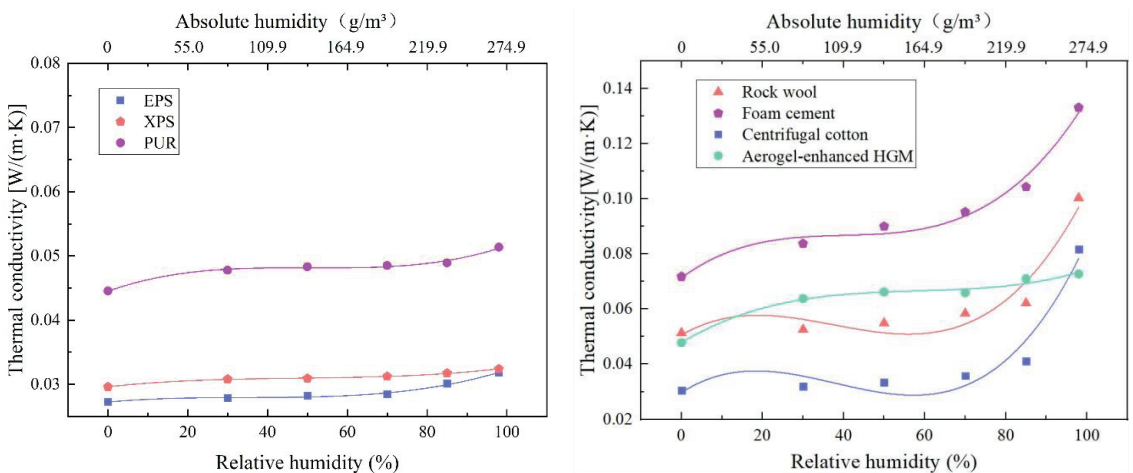 Absolute humidity（g/m³）
0 55.0 109.9 164.9 219.9 274.9
0.08
0.07
0.06
0.05
0.04
0.03
Thermal conductivity [W/(m·K)]
EPS
XPS
PUR
0 20 40 60 80 100
Relative humidity (%)
Absolute humidity（g/m³）
0 55.0 109.9 164.9 219.9 274.9
0.14
0.12
0.10
0.08
0.06
0.04
0.02
Thermal conductivity[W/(m·K)]
Rock wool
Foam cement
Centrifugal cotton
Aerogel-enhanced HGM
0 20 40 60 80 100
Relative humidity (%)